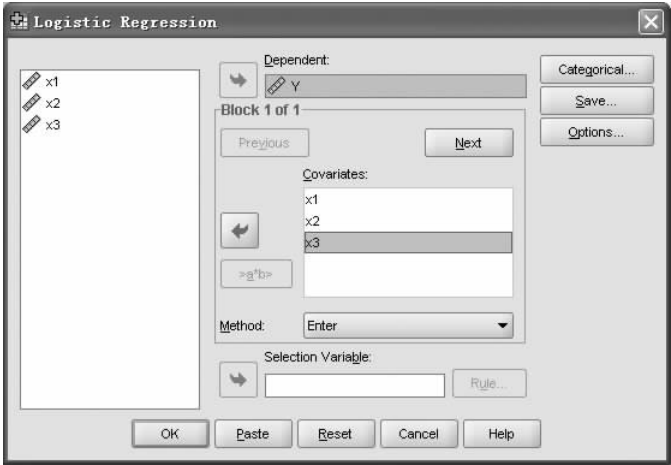 Logistic Regression
x1
x2
x3
Dependent:
Y
Block 1 of 1
Previous
Next
Covariates:
x1
x2
x3
>a*b>
Method:
Enter
Selection Variable:
Rule...
Categorical...
Save...
Options...
OK
Paste
Reset
Cancel
Help